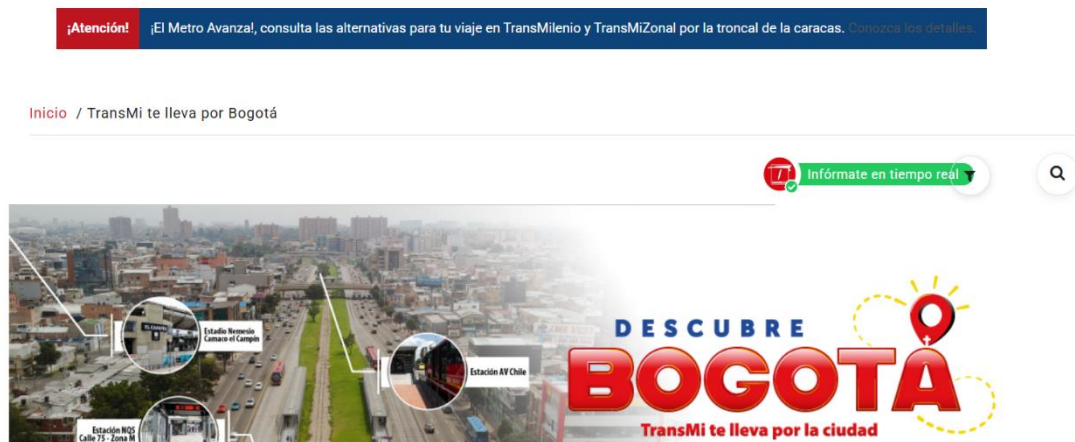 ¡Atención! ¡El Metro Avanza!, consulta las alternativas para tu viaje en TransMilenio y TransMiZonal por la troncal de la caracas. Conozca los detalles.
Inicio / TransMi te lleva por Bogotá
Infórmate en tiempo real
Estadio Nemesio
Camaco el Campín
Estación AV Chile
Estación NQS
Calle 75 - Zona M
DESCUBRE
BOGOTÁ
TransMi te lleva por la ciudad